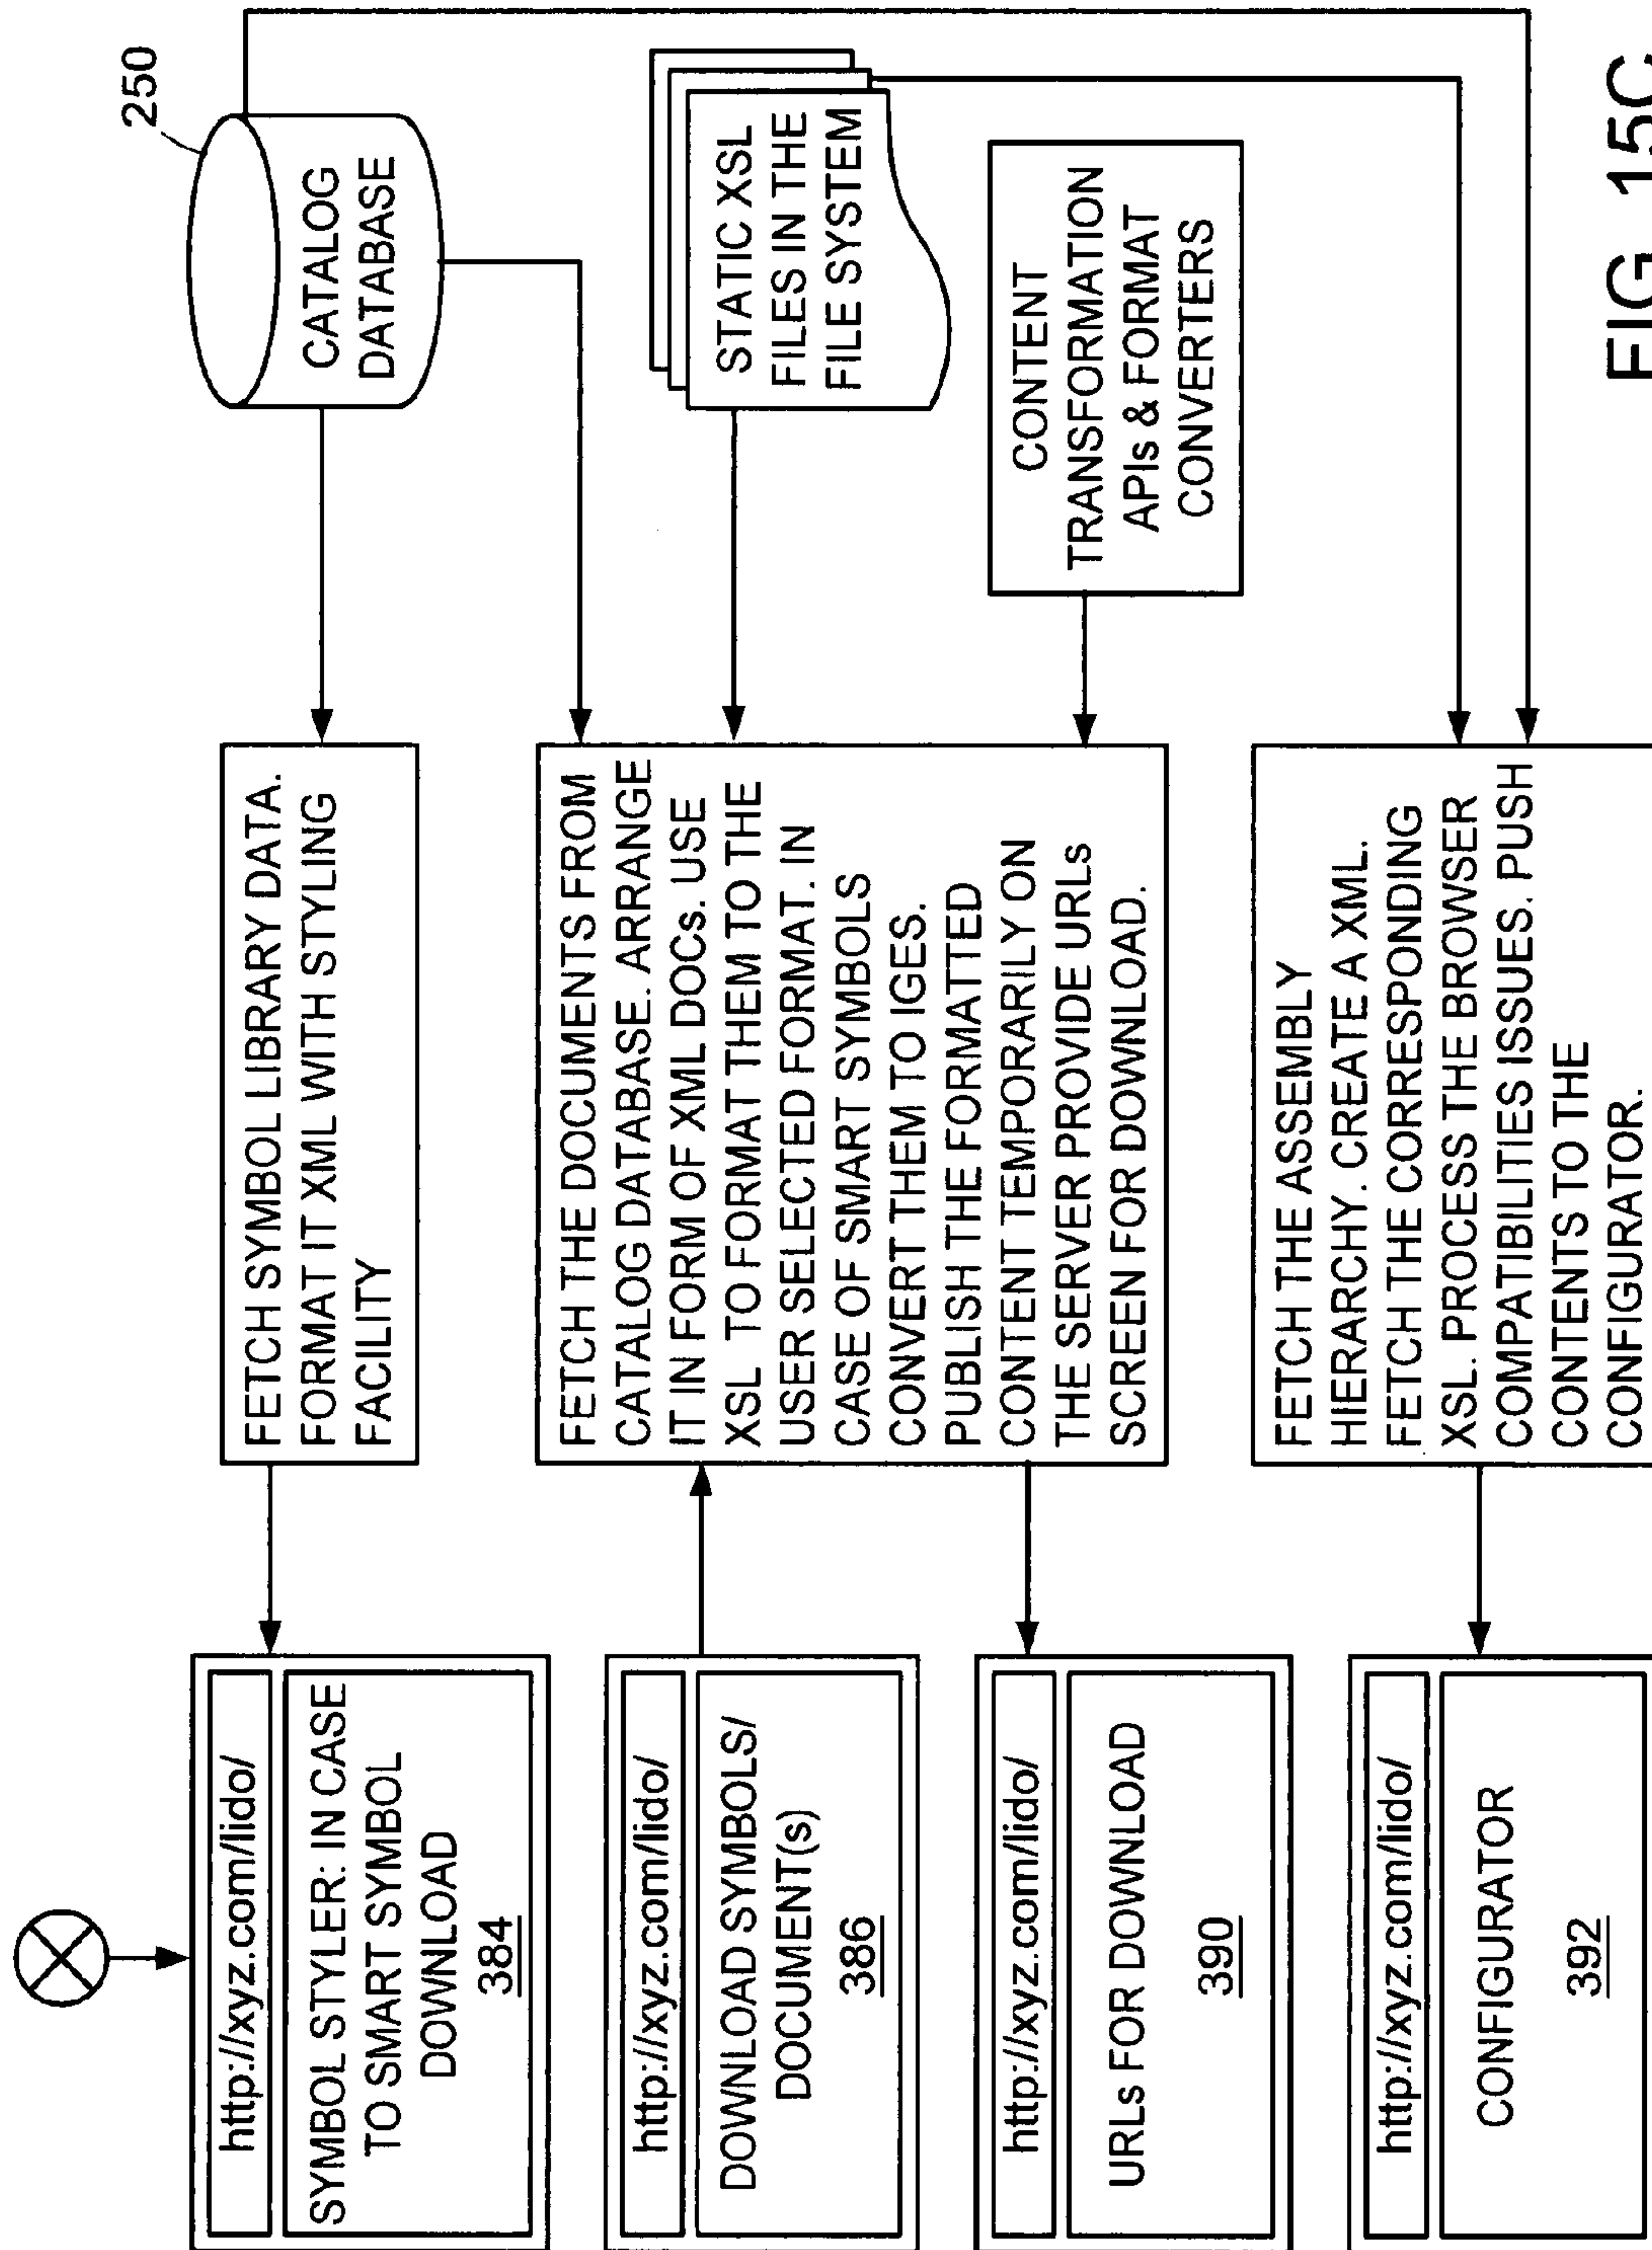 http://xyz.com/lido/
SYMBOL STYLER: IN CASE
TO SMART SYMBOL
DOWNLOAD
384
FETCH SYMBOL LIBRARY DATA.
FORMAT IT XML WITH STYLING
FACILITY
250
CATALOG
DATABASE
http://xyz.com/lido/
DOWNLOAD SYMBOLS/
DOCUMENT(s)
386
FETCH THE DOCUMENTS FROM
CATALOG DATABASE. ARRANGE
IT IN FORM OF XML DOCs. USE
XSL TO FORMAT THEM TO THE
USER SELECTED FORMAT. IN
CASE OF SMART SYMBOLS
CONVERT THEM TO IGES.
PUBLISH THE FORMATTED
CONTENT TEMPORARILY ON
THE SERVER PROVIDE URLs
SCREEN FOR DOWNLOAD.
STATIC XSL
FILES IN THE
FILE SYSTEM
CONTENT
TRANSFORMATION
APIs & FORMAT
CONVERTERS
http://xyz.com/lido/
URLs FOR DOWNLOAD
390
http://xyz.com/lido/
CONFIGURATOR
392
FETCH THE ASSEMBLY
HIERARCHY. CREATE A XML.
FETCH THE CORRESPONDING
XSL. PROCESS THE BROWSER
COMPATIBILITIES ISSUES. PUSH
CONTENTS TO THE
CONFIGURATOR.
FIG. 15C